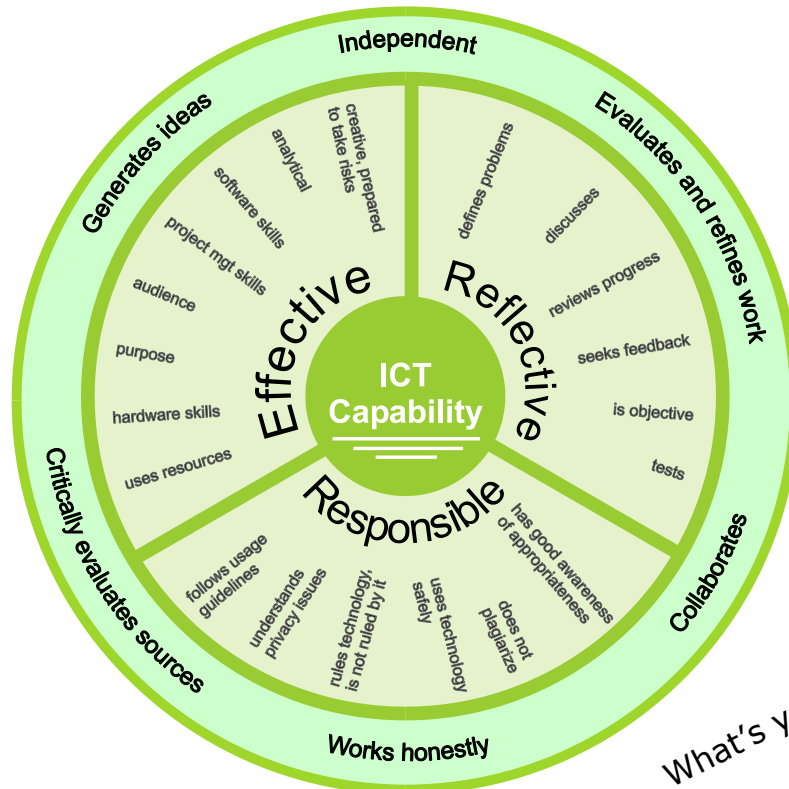 Independent
Evaluates and refines work
Collaborates
Works honestly
Critically evaluates sources
Generates ideas
ICT
Capability
Effective
creative, prepared
to take risks
analytical
software skills
project mgt skills
audience
purpose
hardware skills
uses resources
Reflective
defines problems
discusses
reviews progress
seeks feedback
is objective
tests
Responsible
has good awareness
of appropriateness
does not
plagiarize
uses technology
safely
rules technology,
is not ruled by it
understands
privacy issues
follows usage
guidelines
What's y